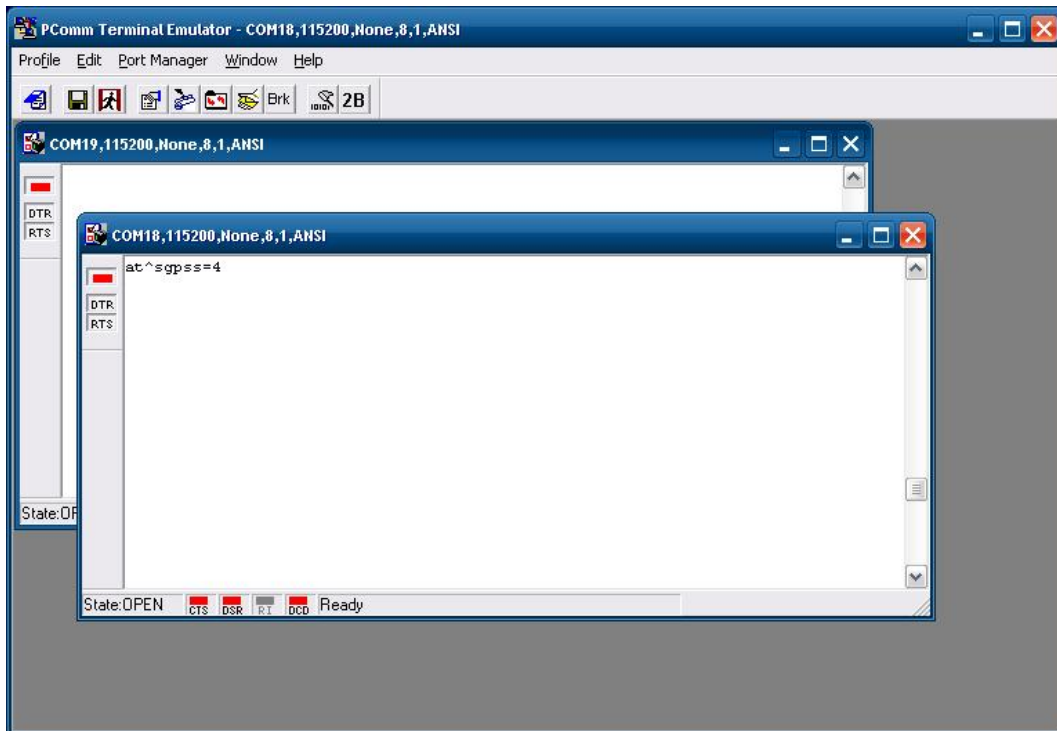 PComm Terminal Emulator - COM18,115200,None,8,1,ANSI
Profile Edit Port Manager Window Help
Brk 2B
COM19,115200,None,8,1,ANSI
DTR
RTS
COM18,115200,None,8,1,ANSI
at^sgpss=4
DTR
RTS
State:OP
State:OPEN CTS DSR RI DCD Ready